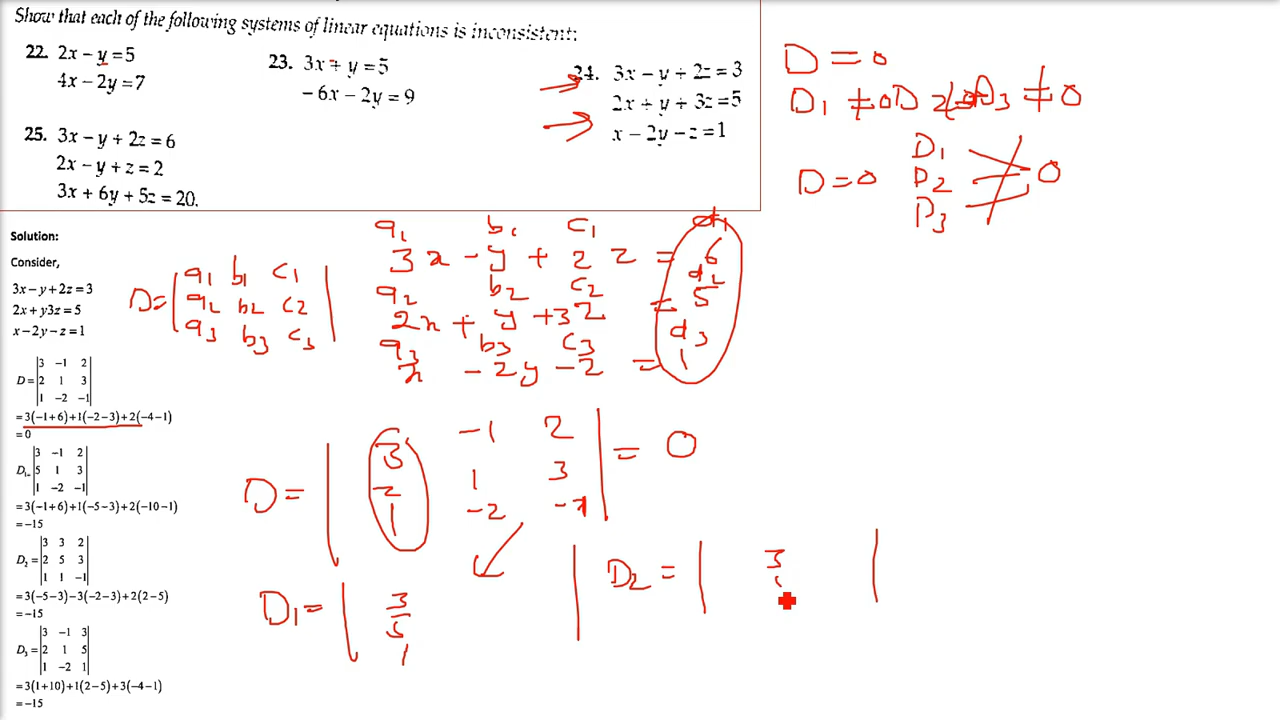 Show that each of the following systems of linear equations is inconsistent:
22. 2x − y = 5
4x − 2y = 7
23. 3x + y = 5
-6x − 2y = 9
24. 3x − y + 2z = 3
2x + y + 3z = 5
x − 2y − z = 1
25. 3x − y + 2z = 6
2x − y + z = 2
3x + 6y + 5z = 20.
D = 0
D1 ≠ 0 D2 D3 ≠ 0
D = 0 D1 D2 D3 ≠ 0
Solution:
Consider,
3x − y + 2z = 3
2x + y3z = 5
x − 2y − z = 1
D = |3 −1 2|
|2 1 3|
|1 −2 −1|
= 3(−1+6)+1(−2−3)+2(−4−1)
= 0
D1= |3 −1 2|
|5 1 3|
|1 −2 −1|
= 3(−1+6)+1(−5−3)+2(−10−1)
= −15
D2 = |3 3 2|
|2 5 3|
|1 1 −1|
= 3(−5−3)−3(−2−3)+2(2−5)
= −15
D3 = |3 −1 3|
|2 1 5|
|1 −2 1|
= 3(1+10)+1(2−5)+3(−4−1)
= −15
D = |a1 b1 c1|
|a2 b2 c2|
|a3 b3 c3|
a1 b1 c1 d1
3x − y + 2z = 6
a2 b2 c2 d2
2x + y + 3z = 5
a3 b3 c3 d3
x − 2y − z = 1
D = |3 −1 2| = 0
|2 1 3|
|1 −2 −1|
D1 = |3
5
1 |
D2 = | 3 |